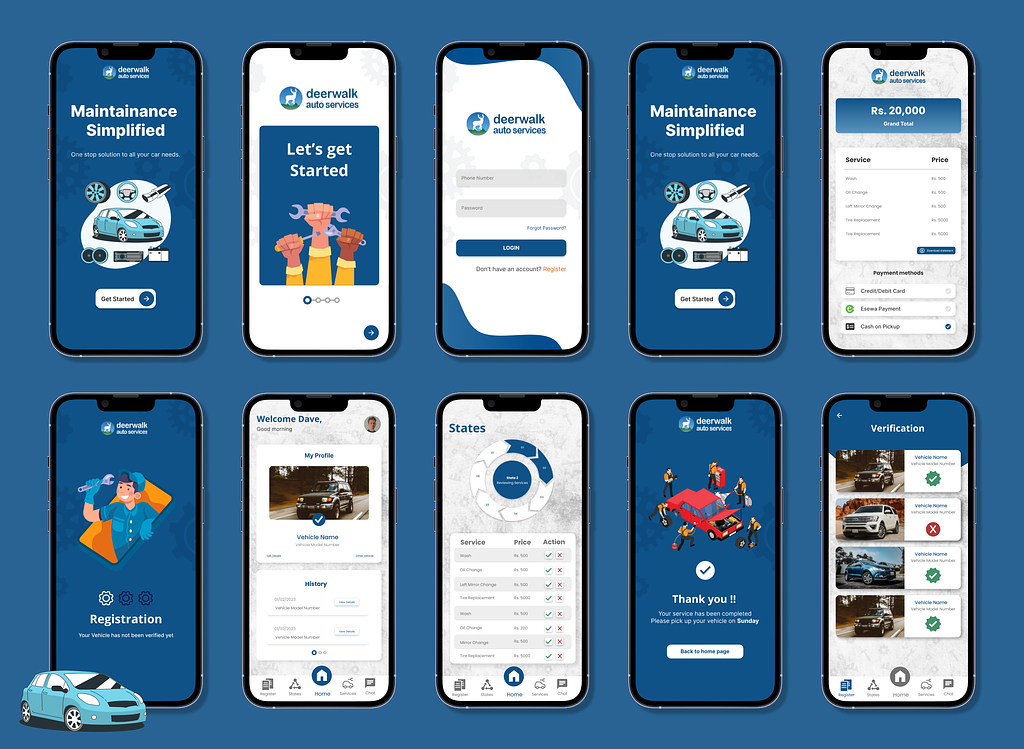 deerwalk
auto services
Maintainance
Simplified
One stop solution to all your car needs.
Get Started
deerwalk
auto services
Let's get
Started
deerwalk
auto services
Phone Number
Password
Forgot Password?
LOGIN
Don't have an account? Register
deerwalk
auto services
Maintainance
Simplified
One stop solution to all your car needs.
Get Started
deerwalk
auto services
Rs. 20,000
Grand Total
Service Price
Wash Rs. 500
Oil Change Rs. 500
Left Mirror Change Rs. 500
Tire Replacement Rs. 5000
Tire Replacement Rs. 5000
Download statement
Payment methods
Credit/Debit Card
Esewa Payment
Cash on Pickup
deerwalk
auto services
Registration
Your Vehicle has not been verified yet
Welcome Dave,
Good morning
My Profile
Vehicle Name
Vehicle Model Number
History
01/02/2023
Vehicle Model Number
View Details
01/02/2023
Vehicle Model Number
View Details
Register States Home Services Chat
States
State 2
Reviewing Services
Service Price Action
Wash Rs. 500
Oil Change Rs. 500
Left Mirror Change Rs. 500
Tire Replacement Rs. 5000
Wash Rs. 500
Oil Change Rs. 300
Mirror Change Rs. 500
Tire Replacement Rs. 5000
Register States Home Services Chat
deerwalk
auto services
Thank you !!
Your service has been completed
Please pick up your vehicle on Sunday
Back to home page
Verification
Vehicle Name
Vehicle Model Number
Vehicle Name
Vehicle Model Number
Vehicle Name
Vehicle Model Number
Vehicle Name
Vehicle Model Number
Register States Home Services Chat